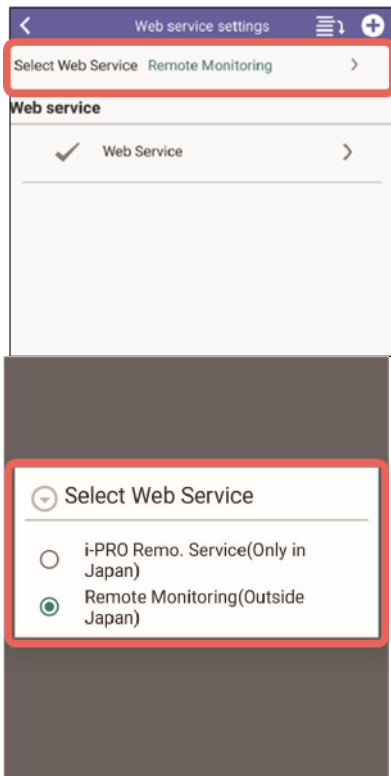 Web service settings
Select Web Service Remote Monitoring
Web service
Web Service
Select Web Service
i-PRO Remo. Service(Only in
Japan)
Remote Monitoring(Outside
Japan)